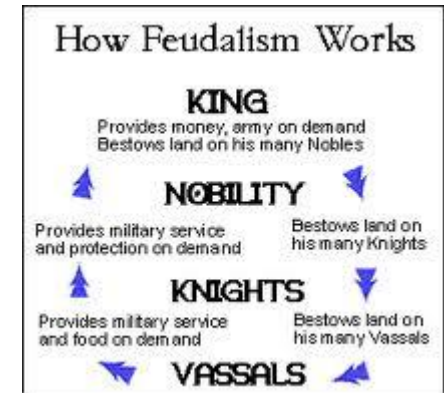 How Feudalism Works
KING
Provides money, army on demand
Bestows land on his many Nobles
NOBILITY
Provides military service
and protection on demand
Bestows land on
his many Knights
KNIGHTS
Provides military service
and food on demand
Bestows land on
his many Vassals
VASSALS